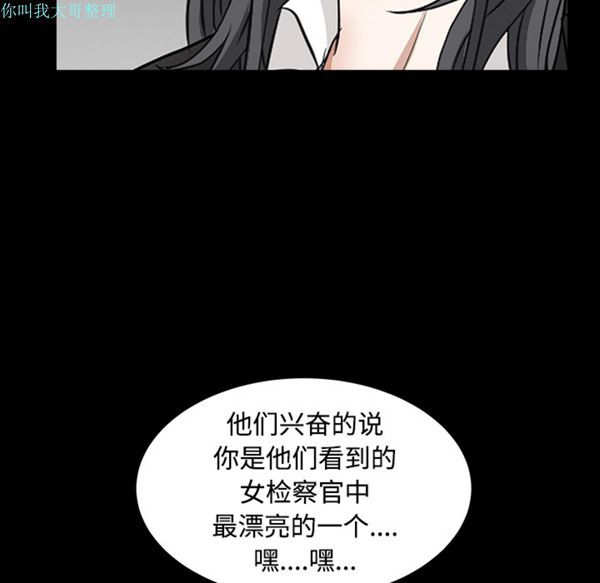 你叫我大哥整理
他们兴奋的说
你是他们看到的
女检察官中
最漂亮的一个....
嘿....嘿...